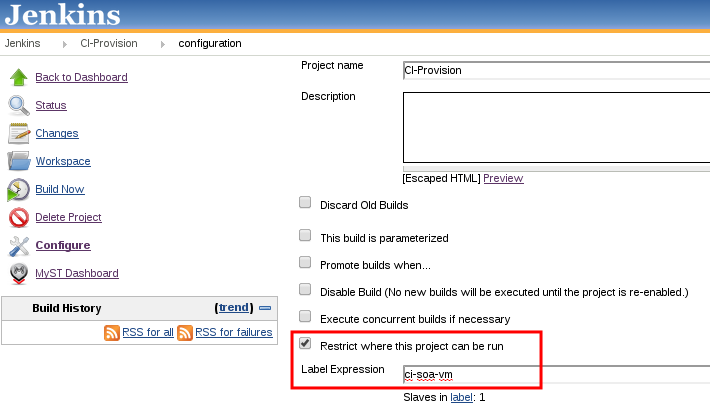 Jenkins
Jenkins CI-Provision configuration
Back to Dashboard
Status
Changes
Workspace
Build Now
Delete Project
Configure
MyST Dashboard
Build History (trend)
RSS for all RSS for failures
Project name CI-Provision
Description
[Escaped HTML] Preview
Discard Old Builds
This build is parameterized
Promote builds when...
Disable Build (No new builds will be executed until the project is re-enabled.)
Execute concurrent builds if necessary
Restrict where this project can be run
Label Expression ci-soa-vm
Slaves in label: 1